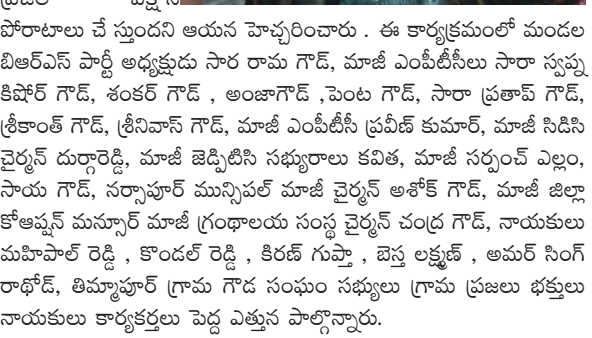 పోరాటాలు చే స్తుందని ఆయన హెచ్చరించారు . ఈ కార్యక్రమంలో మండల
బిఆర్ఎస్ పార్టీ అధ్యక్షుడు సార రామ గౌడ్, మాజీ ఎంపీటీసీలు సారా స్వప్న
కిషోర్ గౌడ్, శంకర్ గౌడ్ , అంజాగౌడ్ ,పెంట గౌడ్, సారా ప్రతాప్ గౌడ్,
శ్రీకాంత్ గౌడ్, శ్రీనివాస్ గౌడ్, మాజీ ఎంపీటీసీ ప్రవీణ్ కుమార్, మాజీ సిడిసి
చైర్మన్ దుర్గారెడ్డి, మాజీ జెడ్పిటిసి సభ్యురాలు కవిత, మాజీ సర్పంచ్ ఎల్లం,
సాయ గౌడ్, నర్సాపూర్ మున్సిపల్ మాజీ చైర్మన్ అశోక్ గౌడ్, మాజీ జిల్లా
కోఆప్షన్ మన్సూర్ మాజీ గ్రంథాలయ సంస్థ చైర్మన్ చంద్ర గౌడ్, నాయకులు
మహిపాల్ రెడ్డి , కొండల్ రెడ్డి , కిరణ్ గుప్తా , బెస్త లక్ష్మణ్ , అమర్ సింగ్
రాథోడ్, తిమ్మాపూర్ గ్రామ గౌడ సంఘం సభ్యులు గ్రామ ప్రజలు భక్తులు
నాయకులు కార్యకర్తలు పెద్ద ఎత్తున పాల్గొన్నారు.